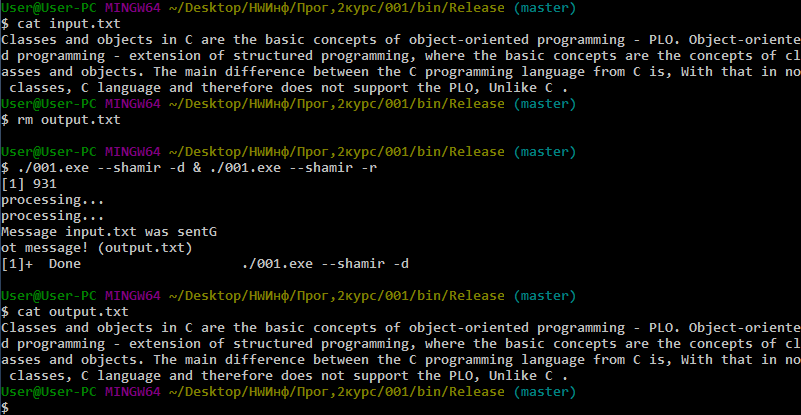 User@User-PC MINGW64 ~/Desktop/HWИнф/Прог,2курс/001/bin/Release (master)
$ cat input.txt
Classes and objects in C are the basic concepts of object-oriented programming - PLO. Object-oriente
d programming - extension of structured programming, where the basic concepts are the concepts of cl
asses and objects. The main difference between the C programming language from C is, With that in no
 classes, C language and therefore does not support the PLO, Unlike C .
User@User-PC MINGW64 ~/Desktop/HWИнф/Прог,2курс/001/bin/Release (master)
$ rm output.txt

User@User-PC MINGW64 ~/Desktop/HWИнф/Прог,2курс/001/bin/Release (master)
$ ./001.exe --shamir -d & ./001.exe --shamir -r
[1] 931
processing...
processing...
Message input.txt was sentG
ot message! (output.txt)
[1]+  Done                    ./001.exe --shamir -d

User@User-PC MINGW64 ~/Desktop/HWИнф/Прог,2курс/001/bin/Release (master)
$ cat output.txt
Classes and objects in C are the basic concepts of object-oriented programming - PLO. Object-oriente
d programming - extension of structured programming, where the basic concepts are the concepts of cl
asses and objects. The main difference between the C programming language from C is, With that in no
 classes, C language and therefore does not support the PLO, Unlike C .
User@User-PC MINGW64 ~/Desktop/HWИнф/Прог,2курс/001/bin/Release (master)
$